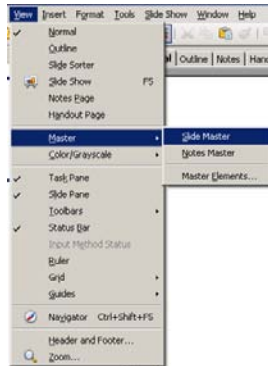 View Insert Format Tools Slide Show Window Help
Normal
Outline
Slide Sorter
Slide Show F5
Notes Page
Handout Page
Master
Color/Grayscale
Task Pane
Slide Pane
Toolbars
Status Bar
Input Method Status
Ruler
Grid
Guides
Navigator Ctrl+Shift+F5
Header and Footer...
Zoom...
Outline Notes Hand
Slide Master
Notes Master
Master Elements...